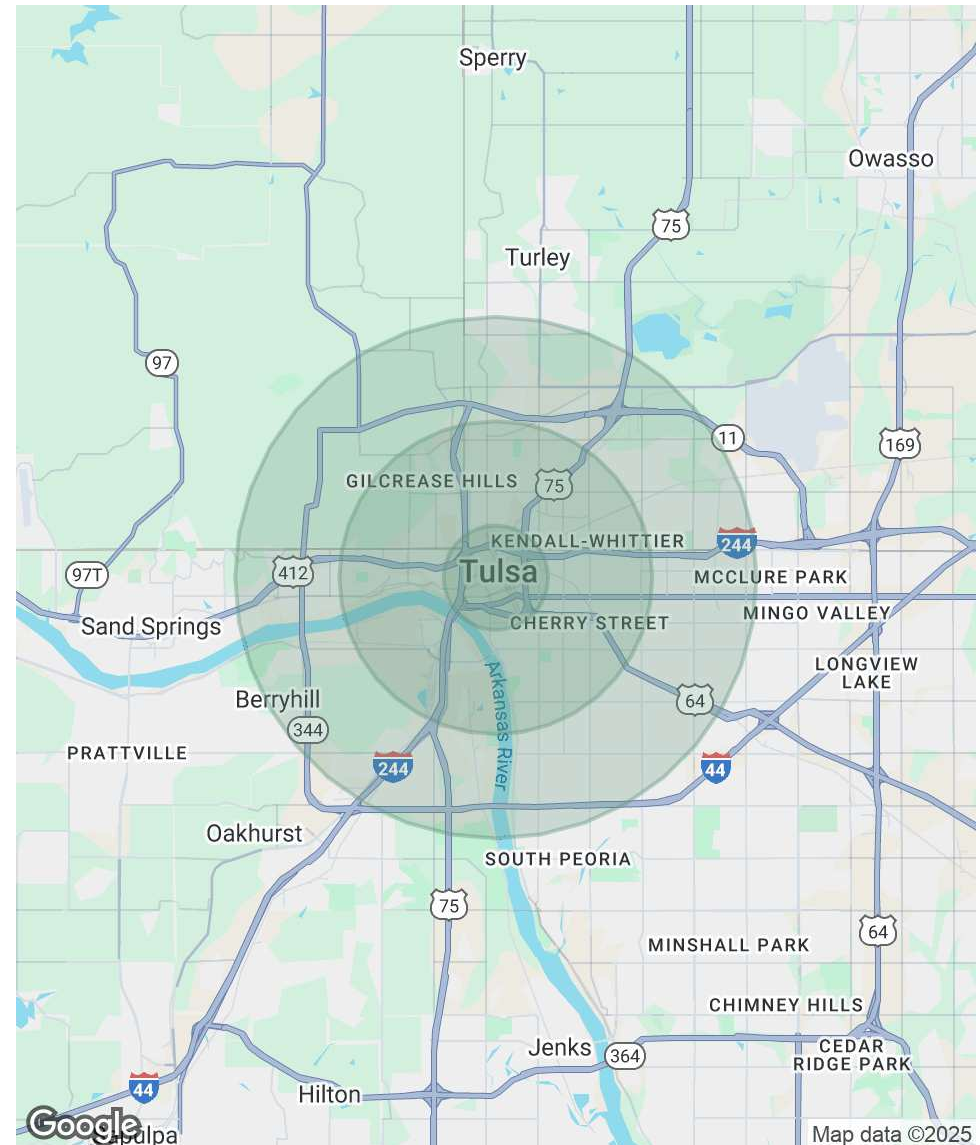 Sperry
Owasso
75
Turley
97
11
169
GILCREASE HILLS
75
KENDALL-WHITTIER
244
412
Tulsa
97T
MCCLURE PARK
MINGO VALLEY
Sand Springs
CHERRY STREET
LONGVIEW
LAKE
Berryhill
64
Arkansas River
344
PRATTVILLE
244
44
Oakhurst
SOUTH PEORIA
75
64
MINSHALL PARK
CHIMNEY HILLS
Jenks
364
CEDAR
RIDGE PARK
44
Hilton
Google
Sapulpa
Map data ©2025